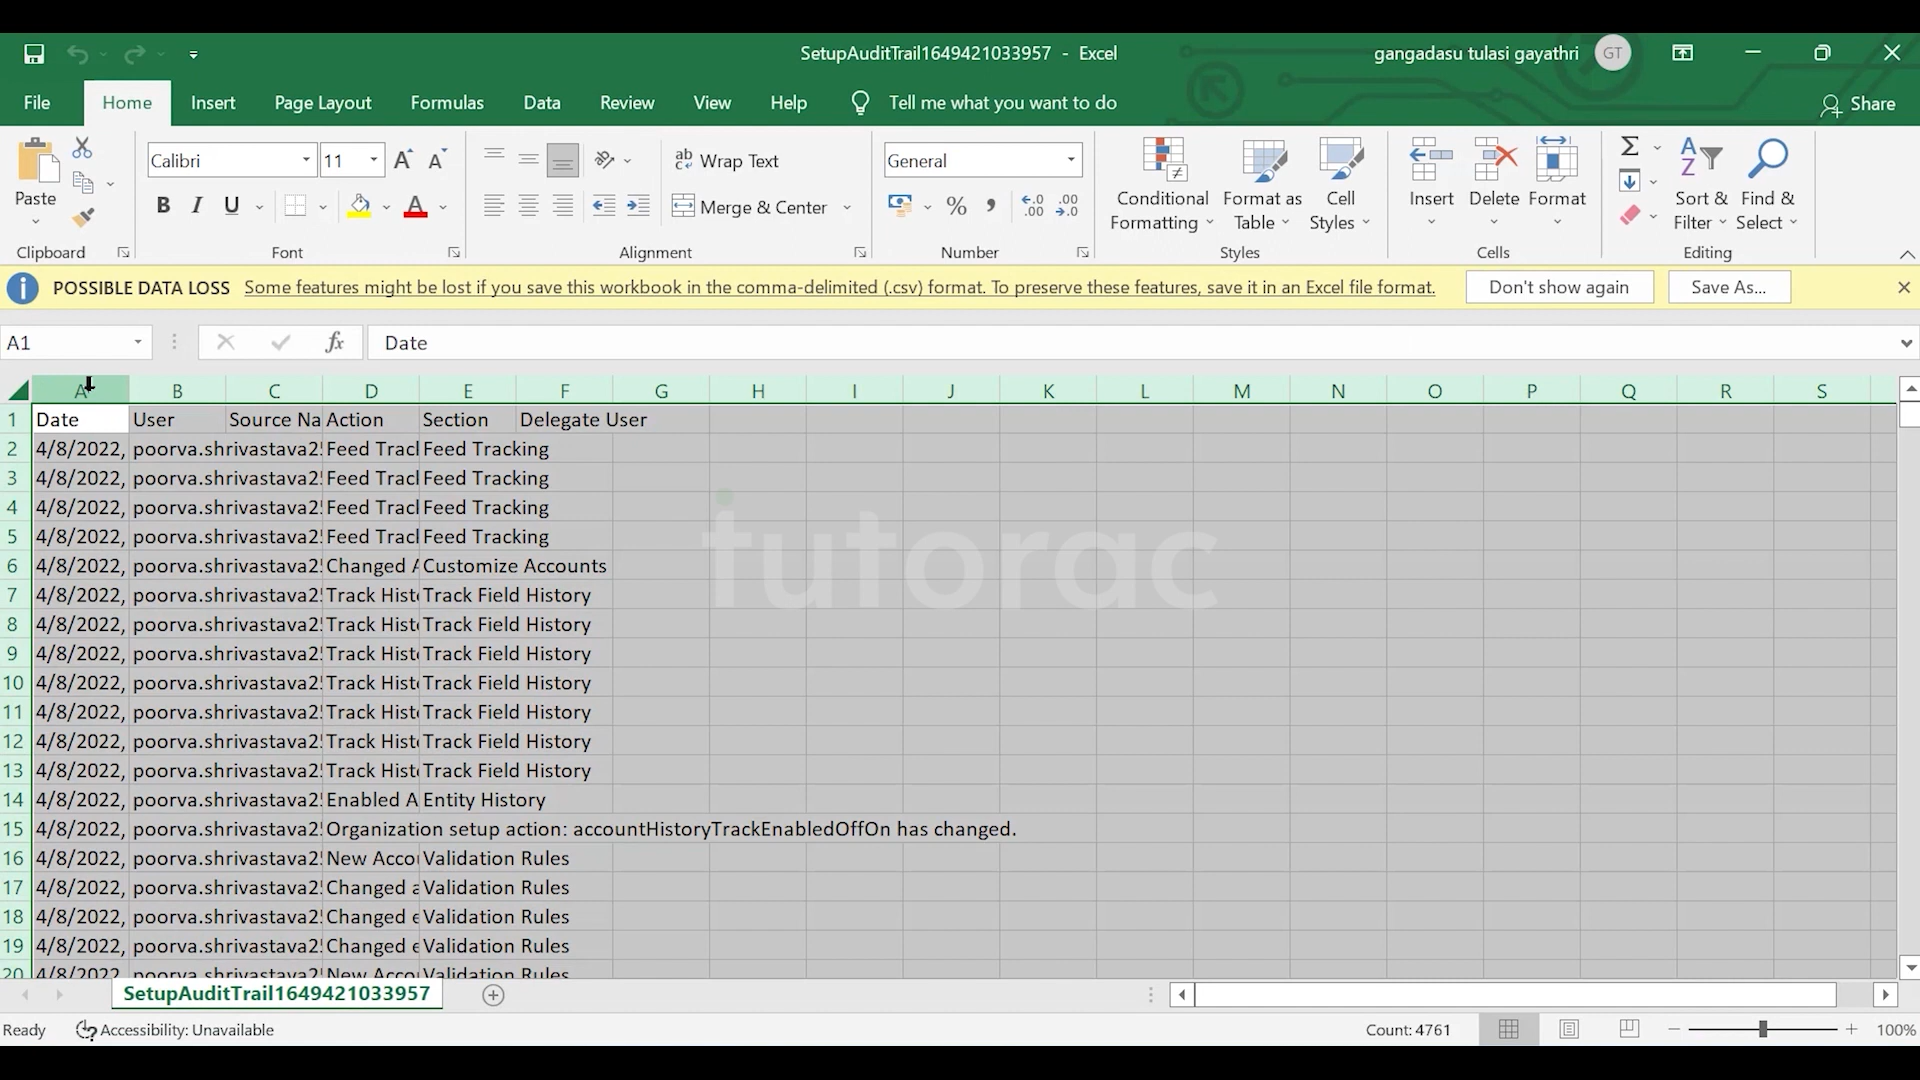 SetupAuditTrail1649421033957 - Excel
gangadasu tulasi gayathri GT
File Home Insert Page Layout Formulas Data Review View Help Tell me what you want to do Share
Calibri 11 Wrap Text General
Paste B I U Merge & Center % Conditional Formatting Format as Table Cell Styles Insert Delete Format Sort & Filter Find & Select
Clipboard Font Alignment Number Styles Cells Editing
POSSIBLE DATA LOSS Some features might be lost if you save this workbook in the comma-delimited (.csv) format. To preserve these features, save it in an Excel file format. Don't show again Save As...
A1 fx Date
A B C D E F G H I J K L M N O P Q R S
1 Date User Source Na Action Section Delegate User
2 4/8/2022, poorva.shrivastava2 Feed Tracl Feed Tracking
3 4/8/2022, poorva.shrivastava2 Feed Tracl Feed Tracking
4 4/8/2022, poorva.shrivastava2 Feed Tracl Feed Tracking
5 4/8/2022, poorva.shrivastava2 Feed Tracl Feed Tracking
6 4/8/2022, poorva.shrivastava2 Changed A Customize Accounts
7 4/8/2022, poorva.shrivastava2 Track Hist Track Field History
8 4/8/2022, poorva.shrivastava2 Track Hist Track Field History
9 4/8/2022, poorva.shrivastava2 Track Hist Track Field History
10 4/8/2022, poorva.shrivastava2 Track Hist Track Field History
11 4/8/2022, poorva.shrivastava2 Track Hist Track Field History
12 4/8/2022, poorva.shrivastava2 Track Hist Track Field History
13 4/8/2022, poorva.shrivastava2 Track Hist Track Field History
14 4/8/2022, poorva.shrivastava2 Enabled A Entity History
15 4/8/2022, poorva.shrivastava2 Organization setup action: accountHistoryTrackEnabledOffOn has changed.
16 4/8/2022, poorva.shrivastava2 New Acco Validation Rules
17 4/8/2022, poorva.shrivastava2 Changed a Validation Rules
18 4/8/2022, poorva.shrivastava2 Changed e Validation Rules
19 4/8/2022, poorva.shrivastava2 Changed e Validation Rules
20 4/8/2022, poorva.shrivastava2 New Acco Validation Rules
tutorac
SetupAuditTrail1649421033957
Ready Accessibility: Unavailable Count: 4761 100%